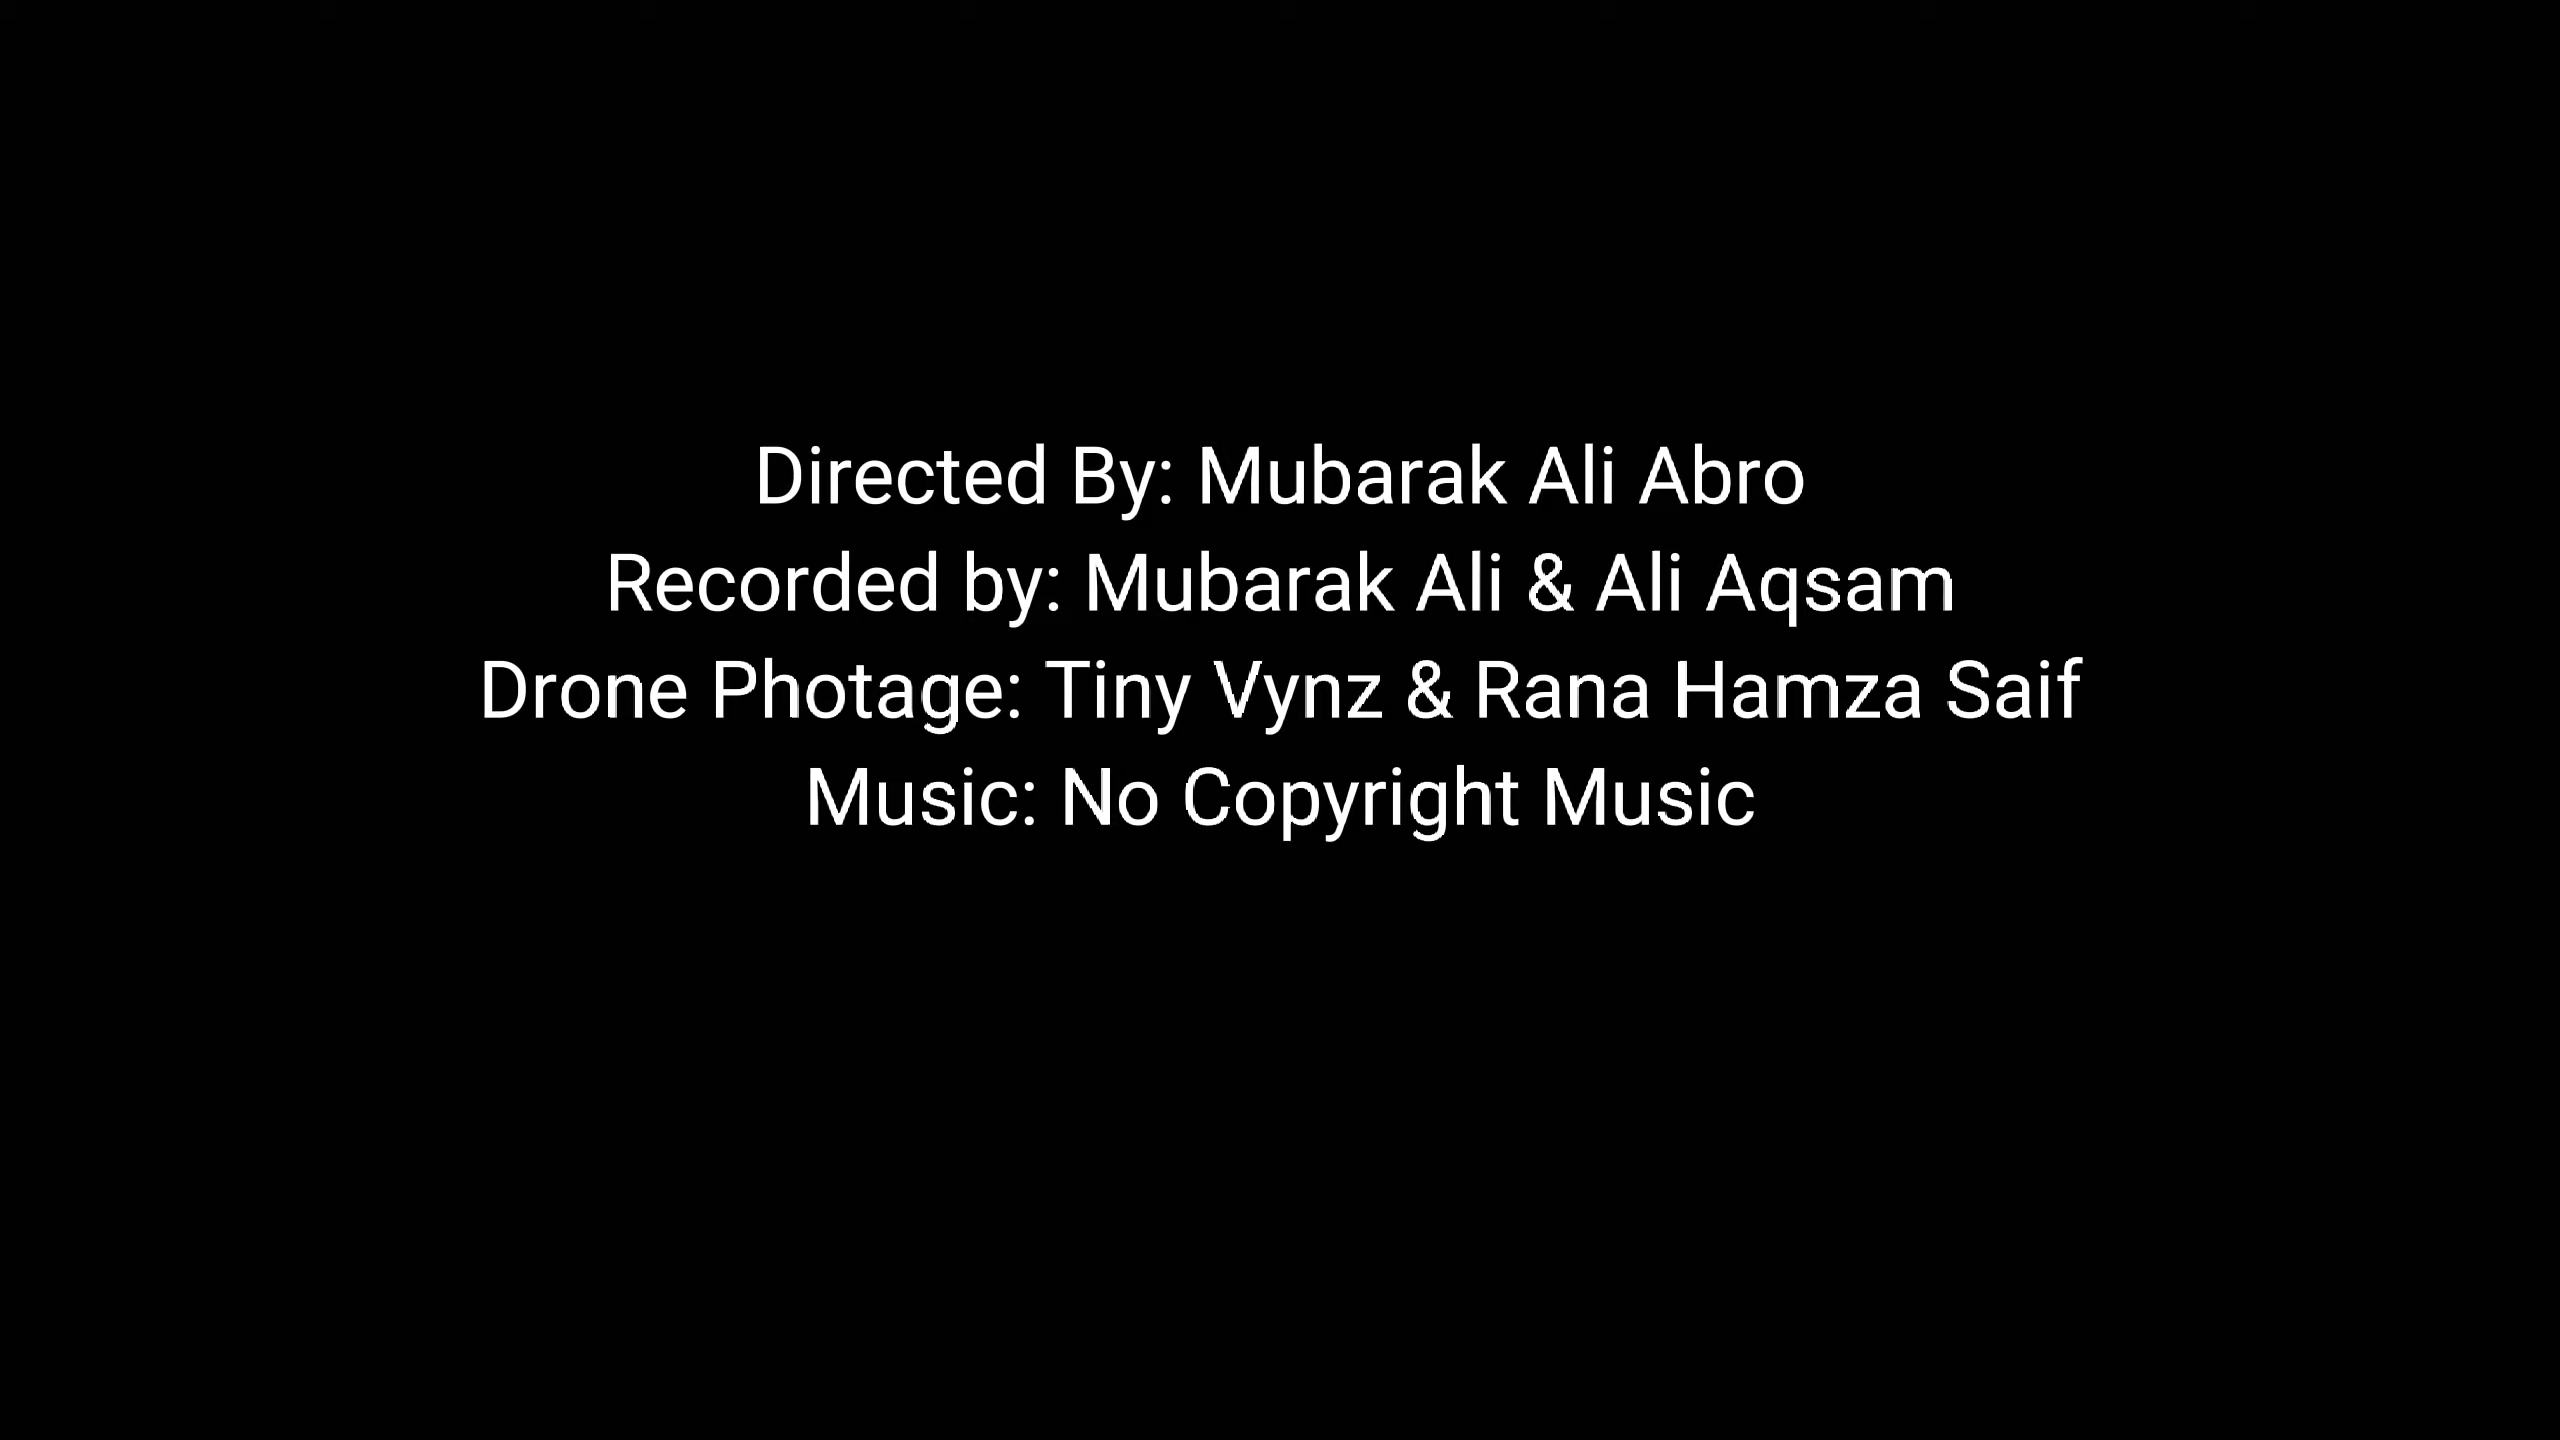 Directed By: Mubarak Ali Abro
Recorded by: Mubarak Ali & Ali Aqsam
Drone Photage: Tiny Vynz & Rana Hamza Saif
Music: No Copyright Music